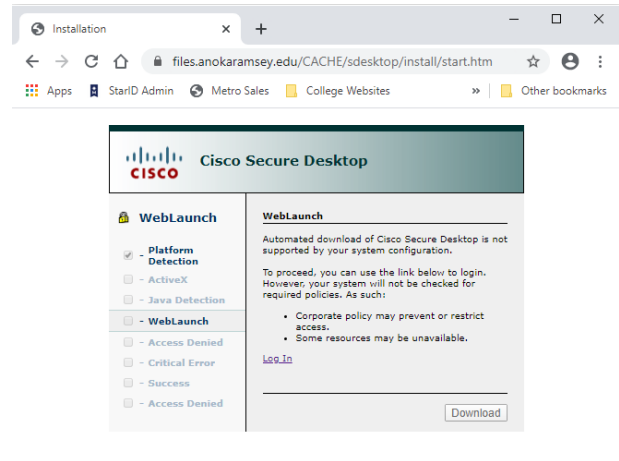 Installation
files.anokaramsey.edu/CACHE/sdesktop/install/start.htm
Apps StarID Admin Metro Sales College Websites » Other bookmarks
CISCO
Cisco Secure Desktop
WebLaunch
- Platform
Detection
- ActiveX
- Java Detection
- WebLaunch
- Access Denied
- Critical Error
- Success
- Access Denied
WebLaunch
Automated download of Cisco Secure Desktop is not
supported by your system configuration.
To proceed, you can use the link below to login.
However, your system will not be checked for
required policies. As such:
• Corporate policy may prevent or restrict
access.
• Some resources may be unavailable.
Log In
Download